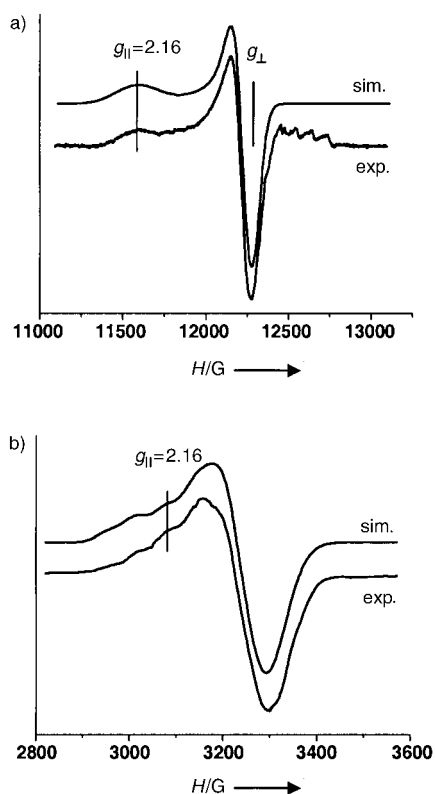 a)
g||=2.16
g⊥
sim.
exp.
11000 11500 12000 12500 13000
H/G
b)
g||=2.16
sim.
exp.
2800 3000 3200 3400 3600
H/G